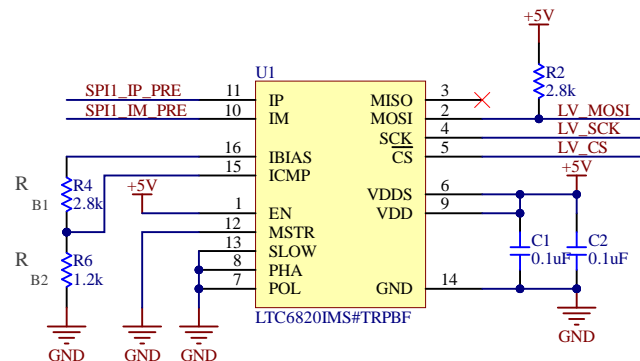 +5V
U1
R2
2.8k
SPI1_IP_PRE 11 IP MISO 3
SPI1_IM_PRE 10 IM MOSI 2 LV_MOSI
SCK 4 LV_SCK
16 IBIAS CS 5 LV_CS
15 ICMP
R B1 R4 2.8k
+5V
+5V
VDDS 6
1 EN VDD 9
12 MSTR
13 SLOW
C1 0.1uF
C2 0.1uF
R B2 R6 1.2k
8 PHA
7 POL GND 14
LTC6820IMS#TRPBF
GND
GND
GND
GND